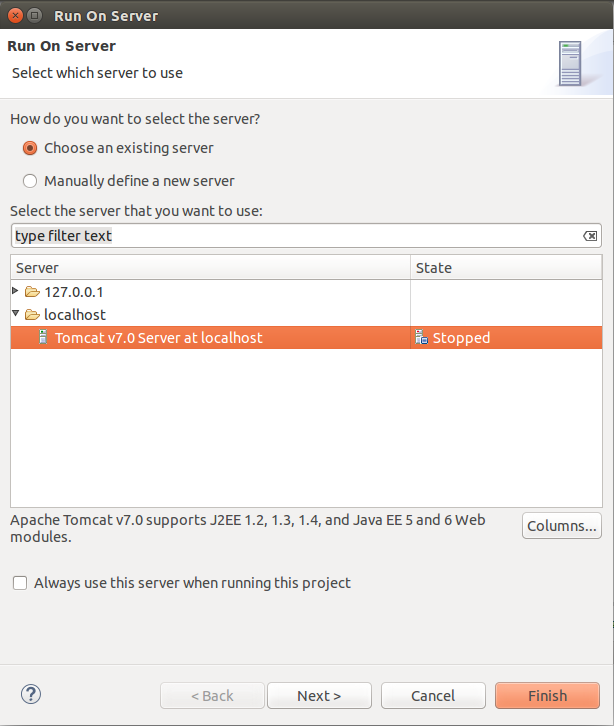 Run On Server
Run On Server
Select which server to use
How do you want to select the server?
Choose an existing server
Manually define a new server
Select the server that you want to use:
type filter text
Server State
127.0.0.1
localhost
Tomcat v7.0 Server at localhost Stopped
Apache Tomcat v7.0 supports J2EE 1.2, 1.3, 1.4, and Java EE 5 and 6 Web
modules.
Columns...
Always use this server when running this project
? < Back Next > Cancel Finish